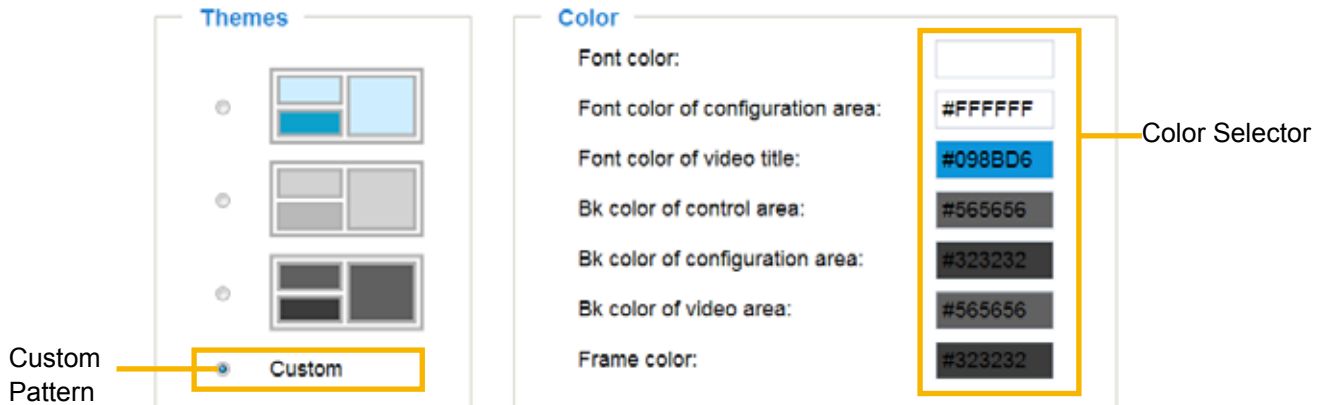 Themes
Custom
Custom
Pattern
Color
Font color:
Font color of configuration area: #FFFFFF
Font color of video title: #098BD6
Bk color of control area: #565656
Bk color of configuration area: #323232
Bk color of video area: #565656
Frame color: #323232
Color Selector